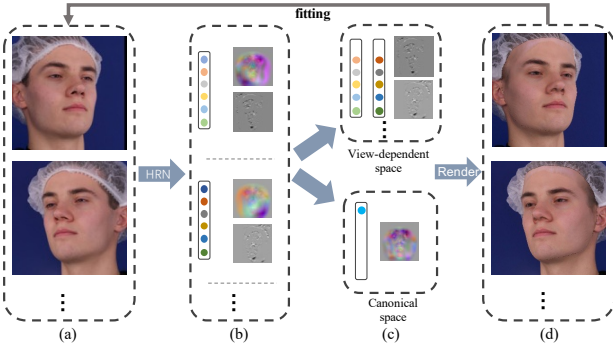 fitting
HRN
View-dependent
space
Render
Canonical
space
(a)
(b)
(c)
(d)